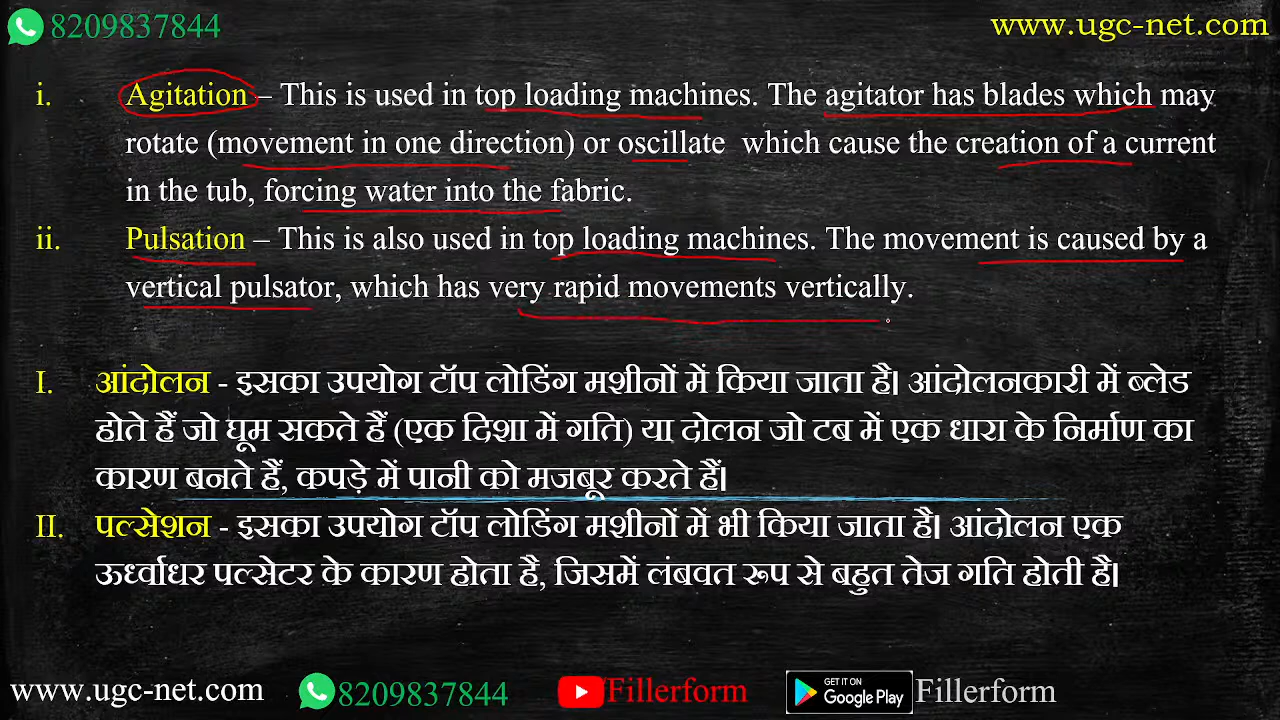 8209837844 www.ugc-net.com
i. Agitation – This is used in top loading machines. The agitator has blades which may
rotate (movement in one direction) or oscillate which cause the creation of a current
in the tub, forcing water into the fabric.
ii. Pulsation – This is also used in top loading machines. The movement is caused by a
vertical pulsator, which has very rapid movements vertically.
I. आंदोलन - इसका उपयोग टॉप लोडिंग मशीनों में किया जाता है। आंदोलनकारी में ब्लेड
होते हैं जो घूम सकते हैं (एक दिशा में गति) या दोलन जो टब में एक धारा के निर्माण का
कारण बनते हैं, कपड़े में पानी को मजबूर करते हैं।
II. पल्सेशन - इसका उपयोग टॉप लोडिंग मशीनों में भी किया जाता है। आंदोलन एक
ऊर्ध्वाधर पल्सेटर के कारण होता है, जिसमें लंबवत रूप से बहुत तेज गति होती है।
www.ugc-net.com 8209837844 Fillerform GET IT ON Google Play Fillerform